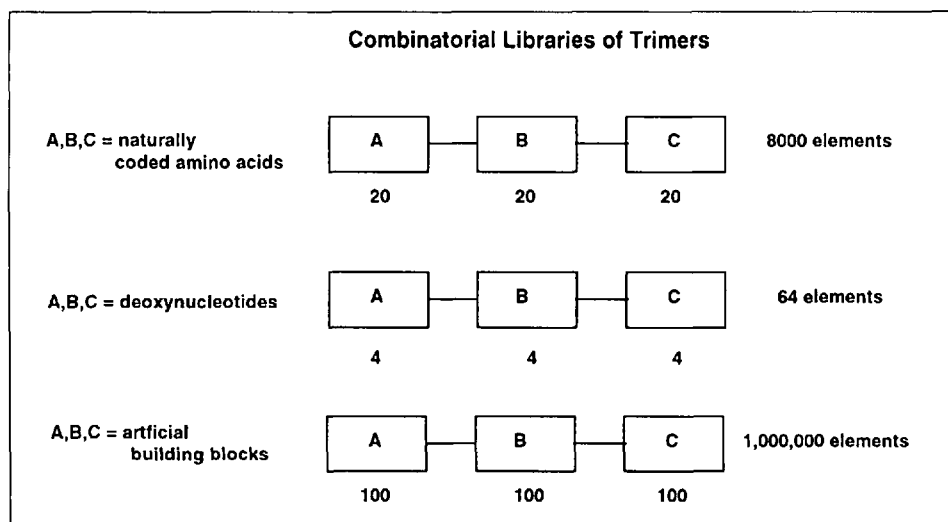 Combinatorial Libraries of Trimers
A,B,C = naturally
coded amino acids
A
B
C
8000 elements
20
20
20
A,B,C = deoxynucleotides
A
B
C
64 elements
4
4
4
A,B,C = artficial
building blocks
A
B
C
1,000,000 elements
100
100
100